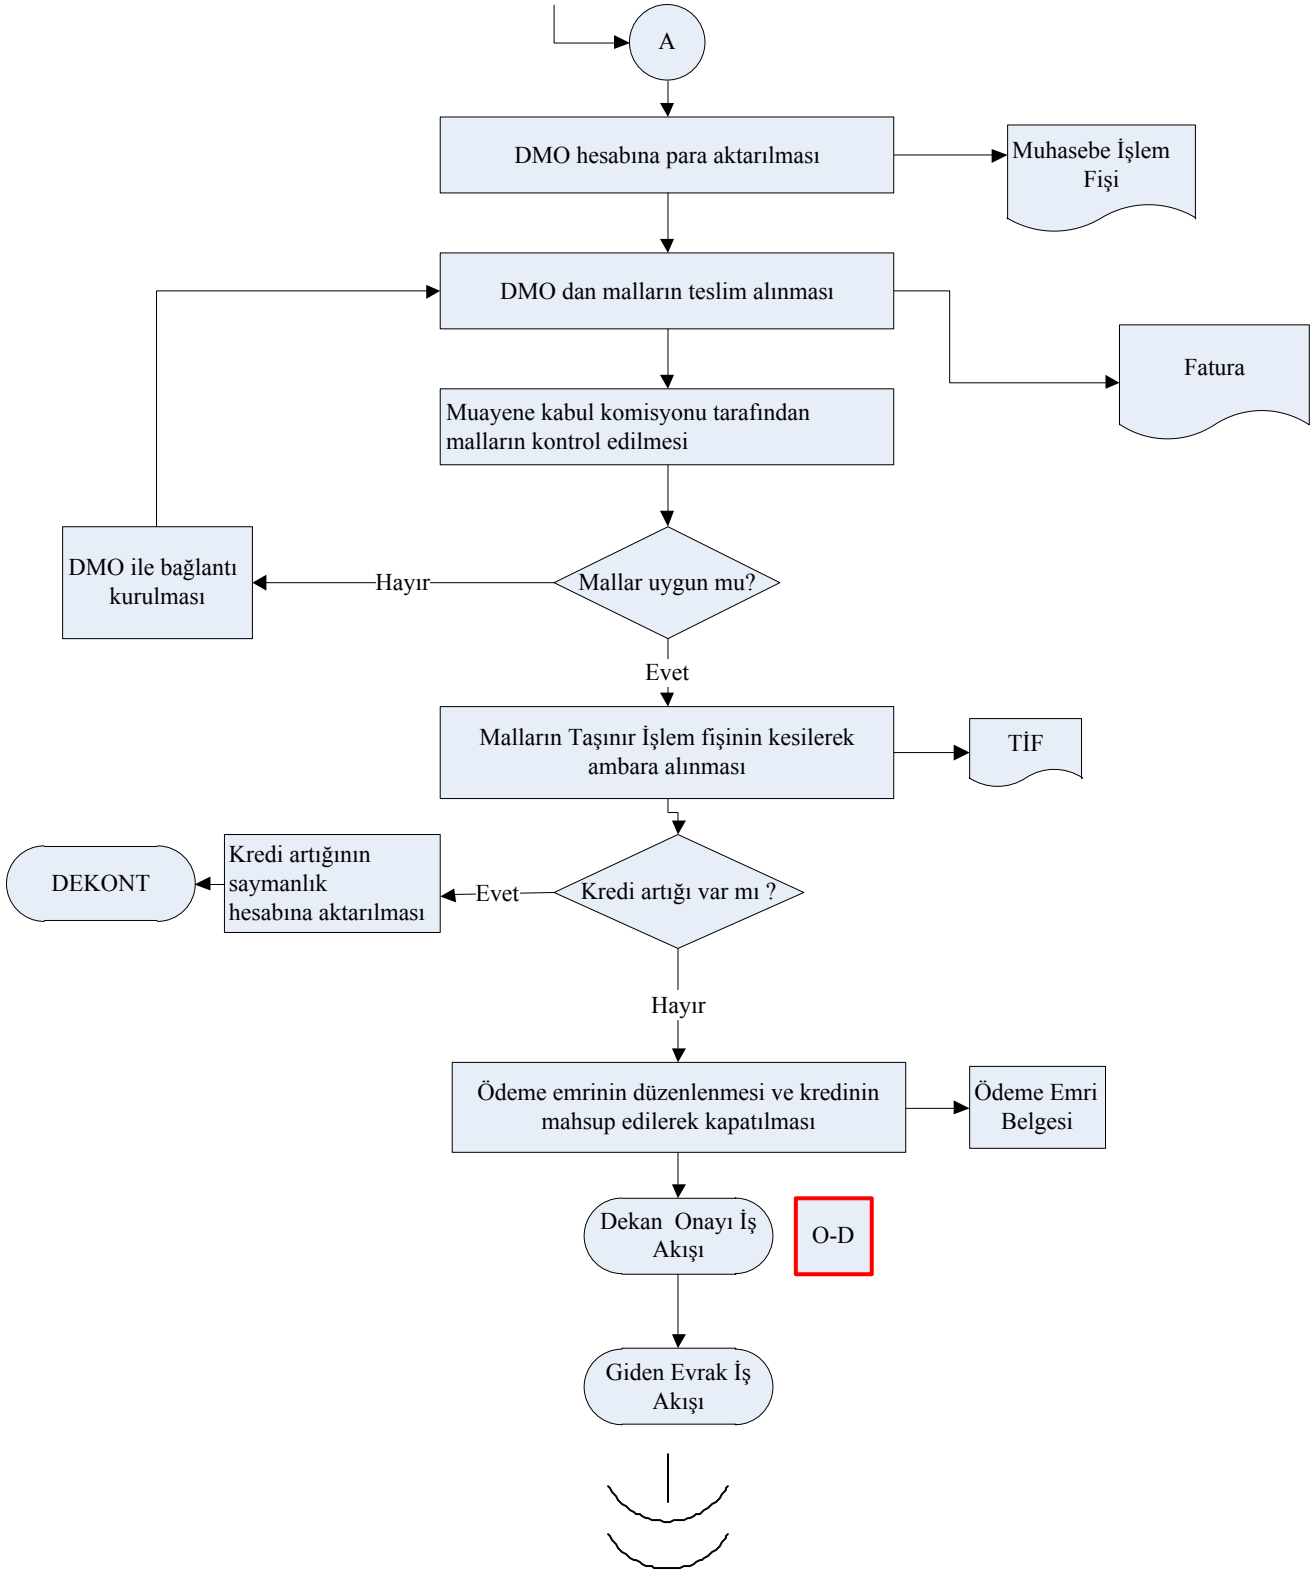 A
DMO hesabına para aktarılması
Muhasebe İşlem
Fişi
DMO dan malların teslim alınması
Fatura
Muayene kabul komisyonu tarafından
malların kontrol edilmesi
DMO ile bağlantı
kurulması
Hayır
Mallar uygun mu?
Evet
Malların Taşınır İşlem fişinin kesilerek
ambara alınması
TİF
DEKONT
Kredi artığının
saymanlık
hesabına aktarılması
Evet
Kredi artığı var mı ?
Hayır
Ödeme emrinin düzenlenmesi ve kredinin
mahsup edilerek kapatılması
Ödeme Emri
Belgesi
Dekan Onayı İş
Akışı
O-D
Giden Evrak İş
Akışı